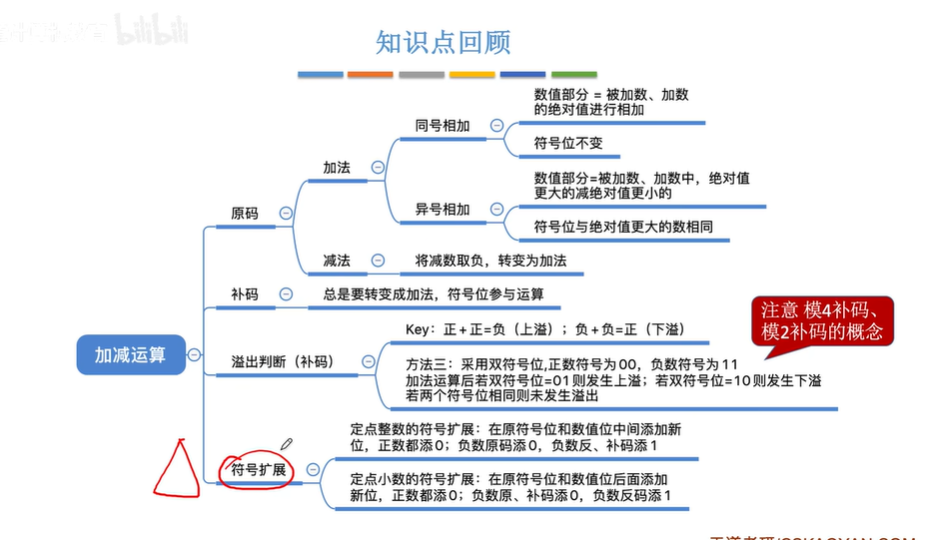 bilibili
知识点回顾
数值部分 = 被加数、加数
的绝对值进行相加
同号相加
符号位不变
加法
数值部分=被加数、加数中，绝对值
更大的减绝对值更小的
异号相加
符号位与绝对值更大的数相同
原码
减法
将减数取负，转变为加法
补码
总是要转变成加法，符号位参与运算
注意 模4补码、
模2补码的概念
Key：正+正=负（上溢）；负+负=正（下溢）
加减运算
溢出判断（补码）
方法三：采用双符号位,正数符号为00，负数符号为11
加法运算后若双符号位=01则发生上溢；若双符号位=10则发生下溢
若两个符号位相同则未发生溢出
定点整数的符号扩展：在原符号位和数值位中间添加新
位，正数都添0；负数原码添0，负数反、补码添1
符号扩展
定点小数的符号扩展：在原符号位和数值位后面添加
新位，正数都添0；负数原、补码添0，负数反码添1